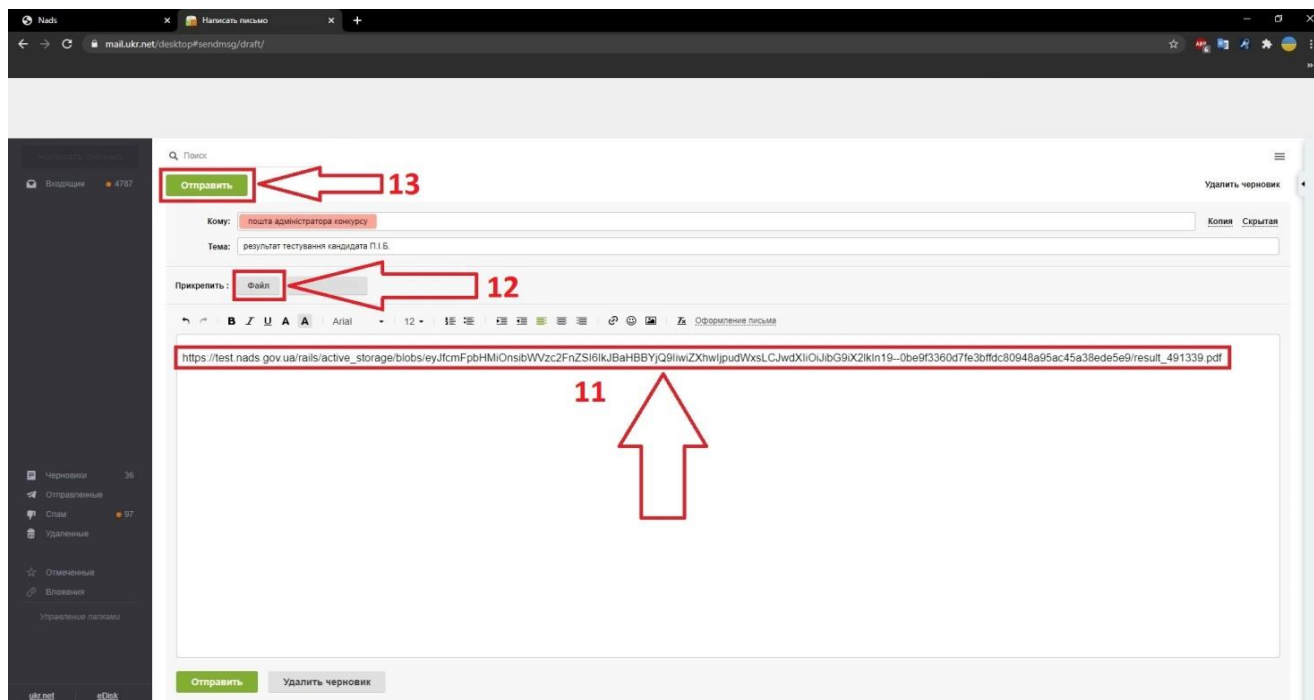 Nads
Написать письмо
mail.ukr.net/desktop#sendmsg/draft/
Написать письмо
Поиск
Входящие 4787
Отправить
13
Удалить черновик
Кому: пошта адміністратора конкурсу
Копия Скрытая
Тема: результат тестування кандидата П.І.Б.
Прикрепить : Файл
12
B I U A A Arial 12 Оформление письма
https://test.nads.gov.ua/rails/active_storage/blobs/eyJfcmFpbHMiOnsibWVzc2FnZSI6IkJBaHBBYjQ9IiwiZXhwIjpudWxsLCJwdXIiOiJibG9iX2lkIn19--0be9f3360d7fe3bffdc80948a95ac45a38ede5e9/result_491339.pdf
11
Черновики 36
Отправленные
Спам 97
Удаленные
Отмеченные
Вложения
Управление папками
Отправить Удалить черновик
ukr.net eDisk